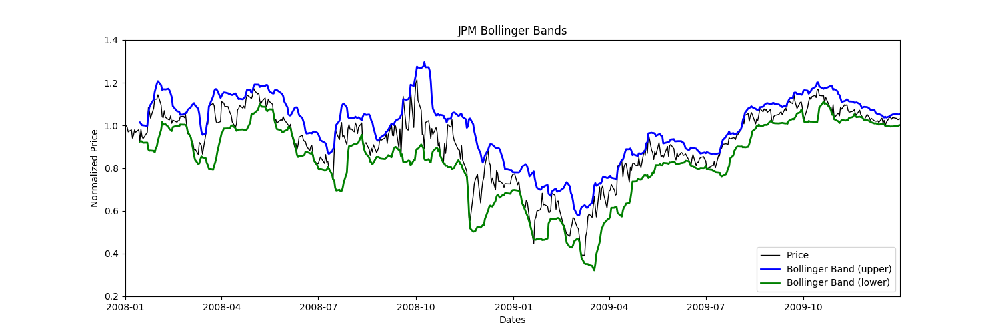 JPM Bollinger Bands
Normalized Price
1.4
1.2
1.0
0.8
0.6
0.4
0.2
2008-01 2008-04 2008-07 2008-10 2009-01 2009-04 2009-07 2009-10
Dates
Price
Bollinger Band (upper)
Bollinger Band (lower)